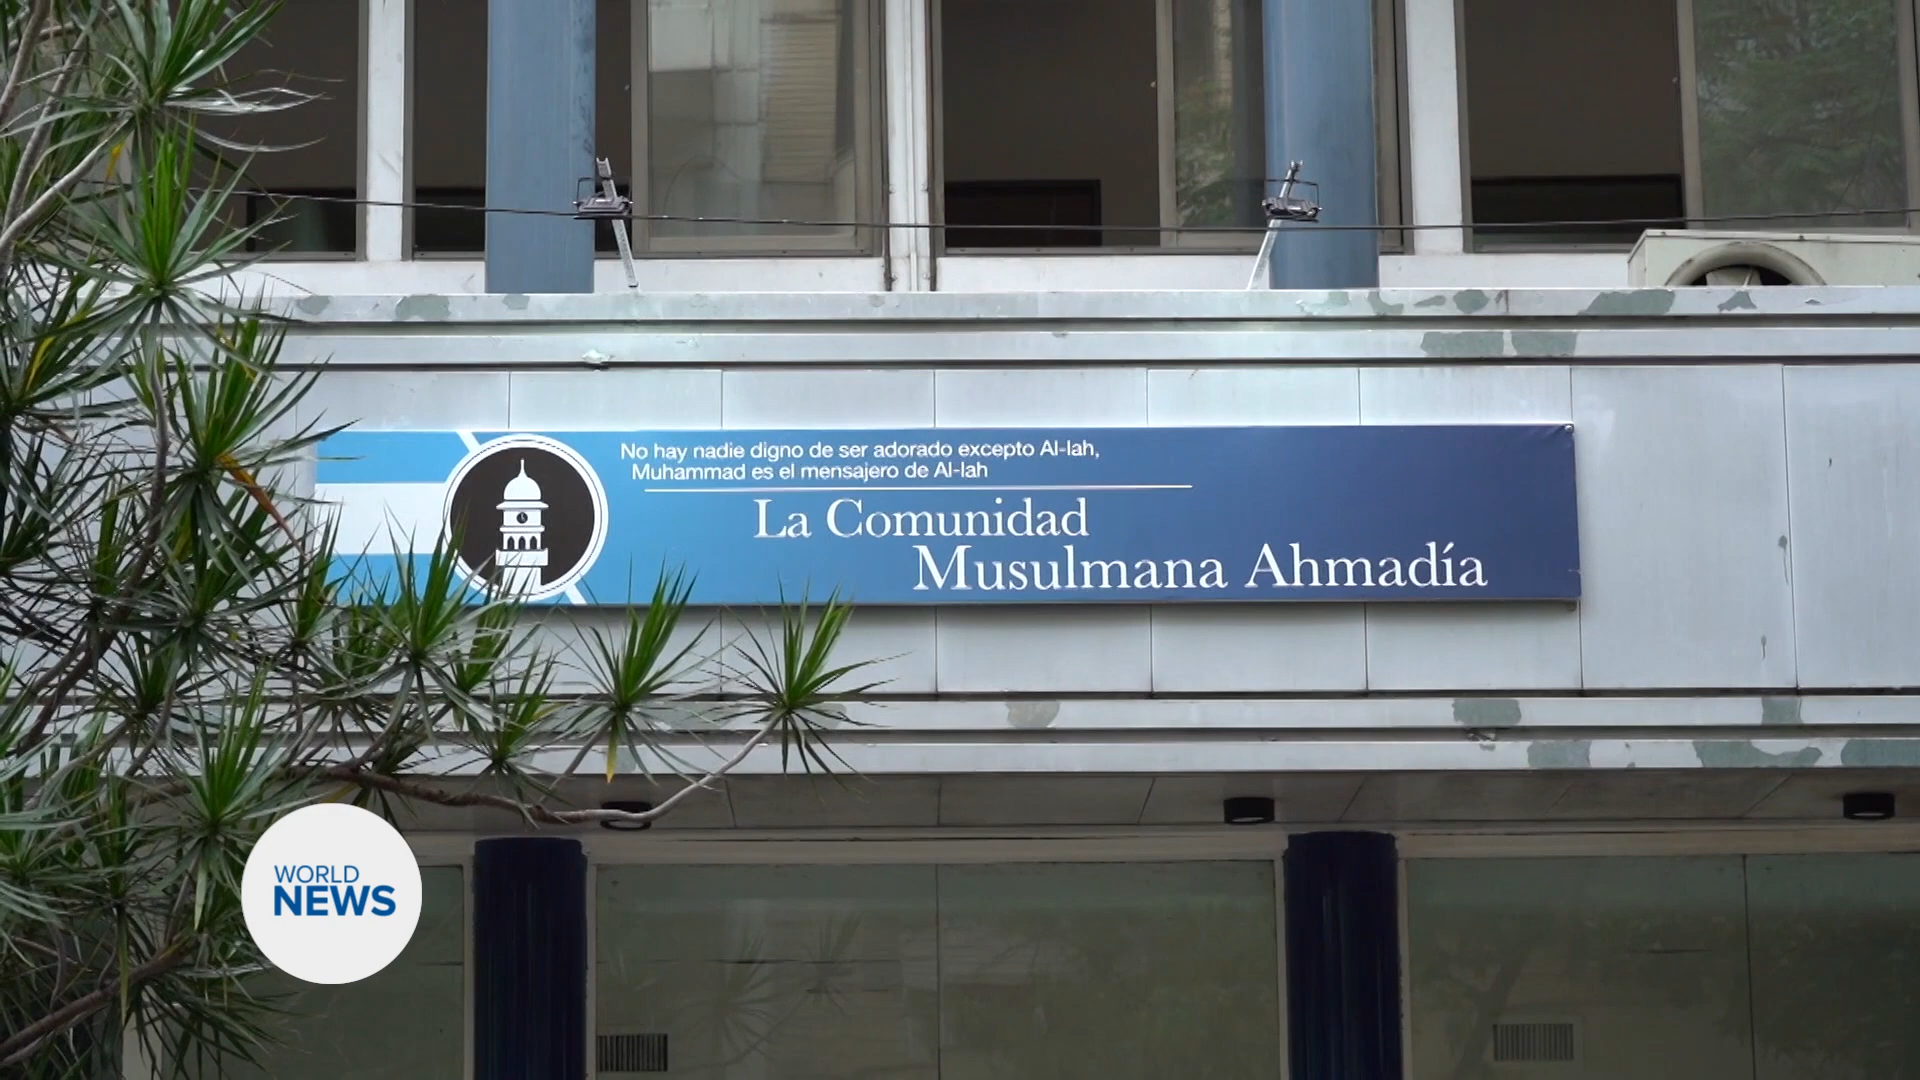 No hay nadie digno de ser adorado excepto Al-lah,
Muhammad es el mensajero de Al-lah
La Comunidad
Musulmana Ahmadía
WORLD
NEWS